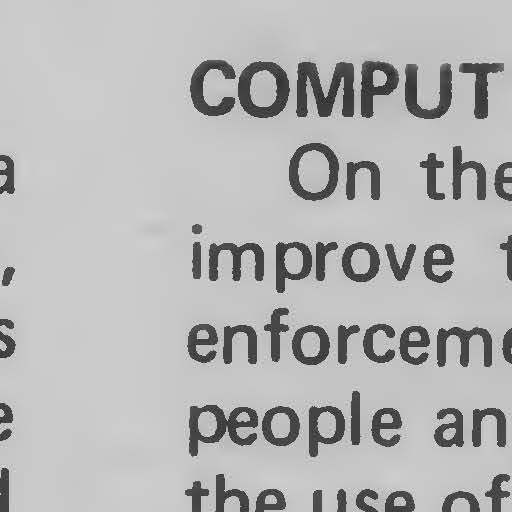 COMPUT
a On the
improve t
, enforceme
s people an
e the use of
d